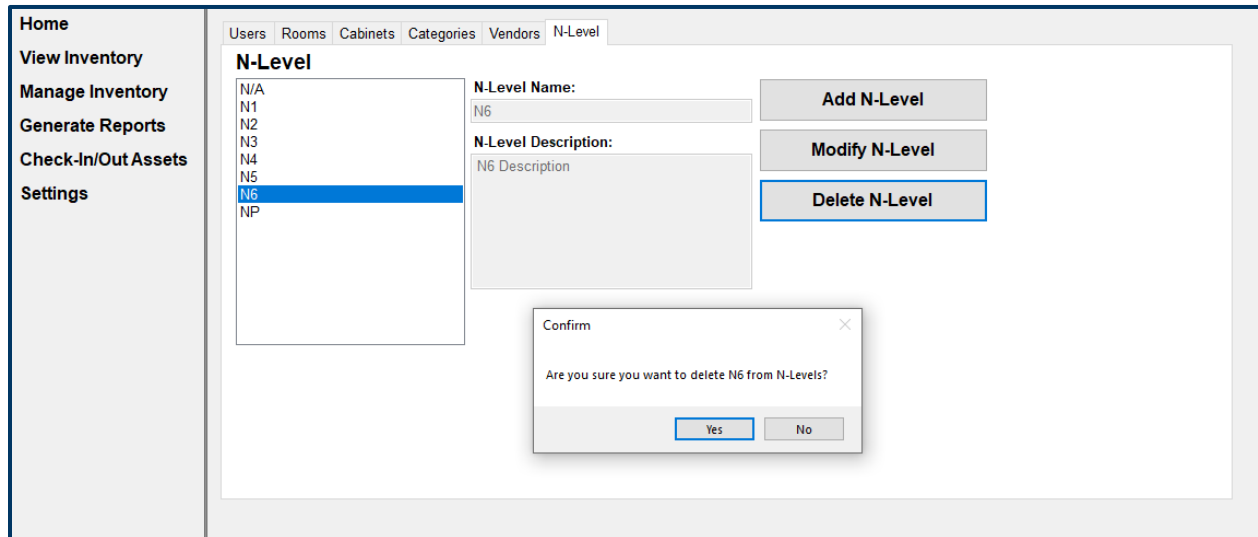 Home
View Inventory
Manage Inventory
Generate Reports
Check-In/Out Assets
Settings
Users Rooms Cabinets Categories Vendors N-Level
N-Level
N/A
N1
N2
N3
N4
N5
N6
NP
N-Level Name:
N6
N-Level Description:
N6 Description
Add N-Level
Modify N-Level
Delete N-Level
Confirm
Are you sure you want to delete N6 from N-Levels?
Yes No